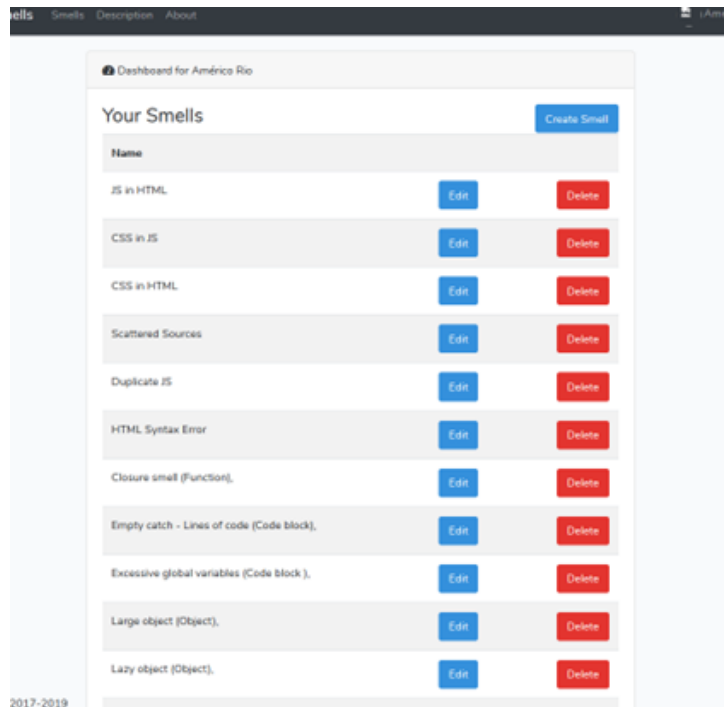 ells Smells Description About
Dashboard for Américo Rio
Your Smells Create Smell
Name
JS in HTML Edit Delete
CSS in JS Edit Delete
CSS in HTML Edit Delete
Scattered Sources Edit Delete
Duplicate JS Edit Delete
HTML Syntax Error Edit Delete
Closure smell (Function), Edit Delete
Empty catch - Lines of code (Code block), Edit Delete
Excessive global variables (Code block ), Edit Delete
Large object (Object), Edit Delete
Lazy object (Object), Edit Delete
2017-2019